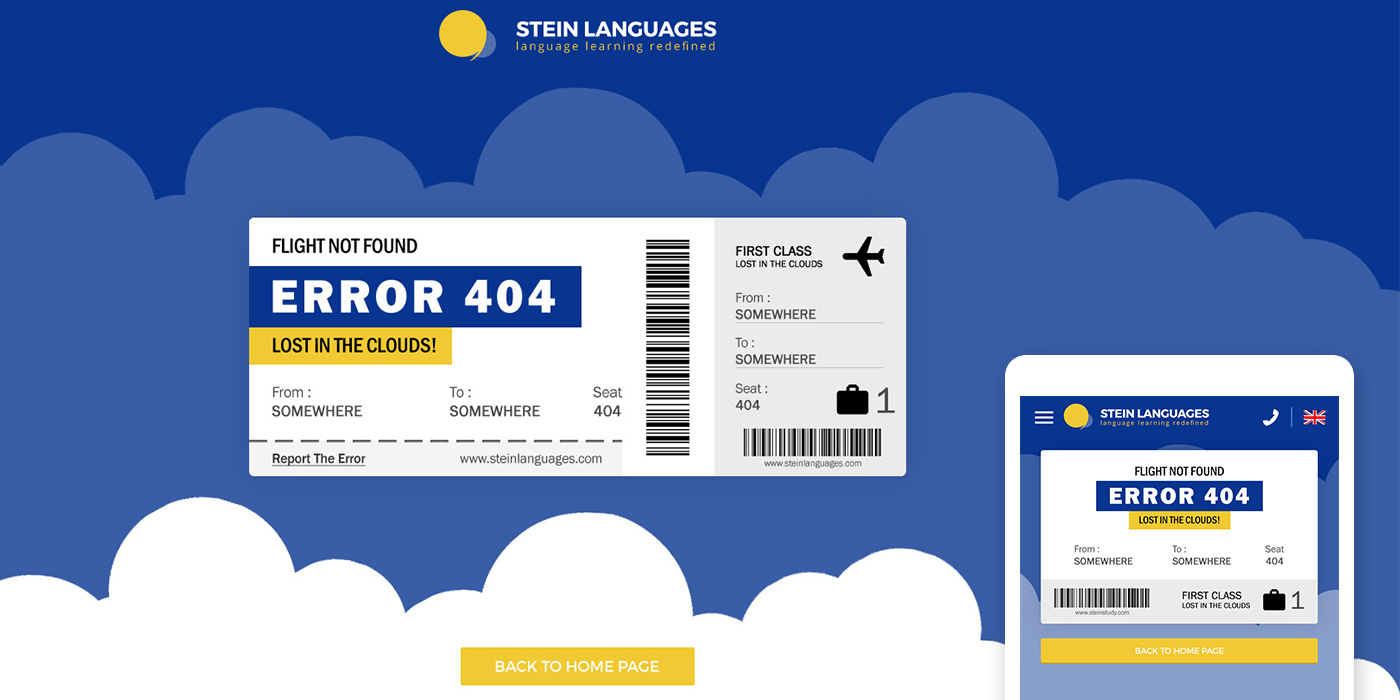 STEIN LANGUAGES
language learning redefined
FLIGHT NOT FOUND
ERROR 404
LOST IN THE CLOUDS!
From :
SOMEWHERE
To :
SOMEWHERE
Seat
404
Report The Error
www.steinlanguages.com
FIRST CLASS
LOST IN THE CLOUDS
From :
SOMEWHERE
To :
SOMEWHERE
Seat :
404
1
www.steinlanguages.com
BACK TO HOME PAGE
STEIN LANGUAGES
language learning redefined
FLIGHT NOT FOUND
ERROR 404
LOST IN THE CLOUDS!
From :
SOMEWHERE
To :
SOMEWHERE
Seat
404
www.steinstudy.com
FIRST CLASS
LOST IN THE CLOUDS
1
BACK TO HOME PAGE